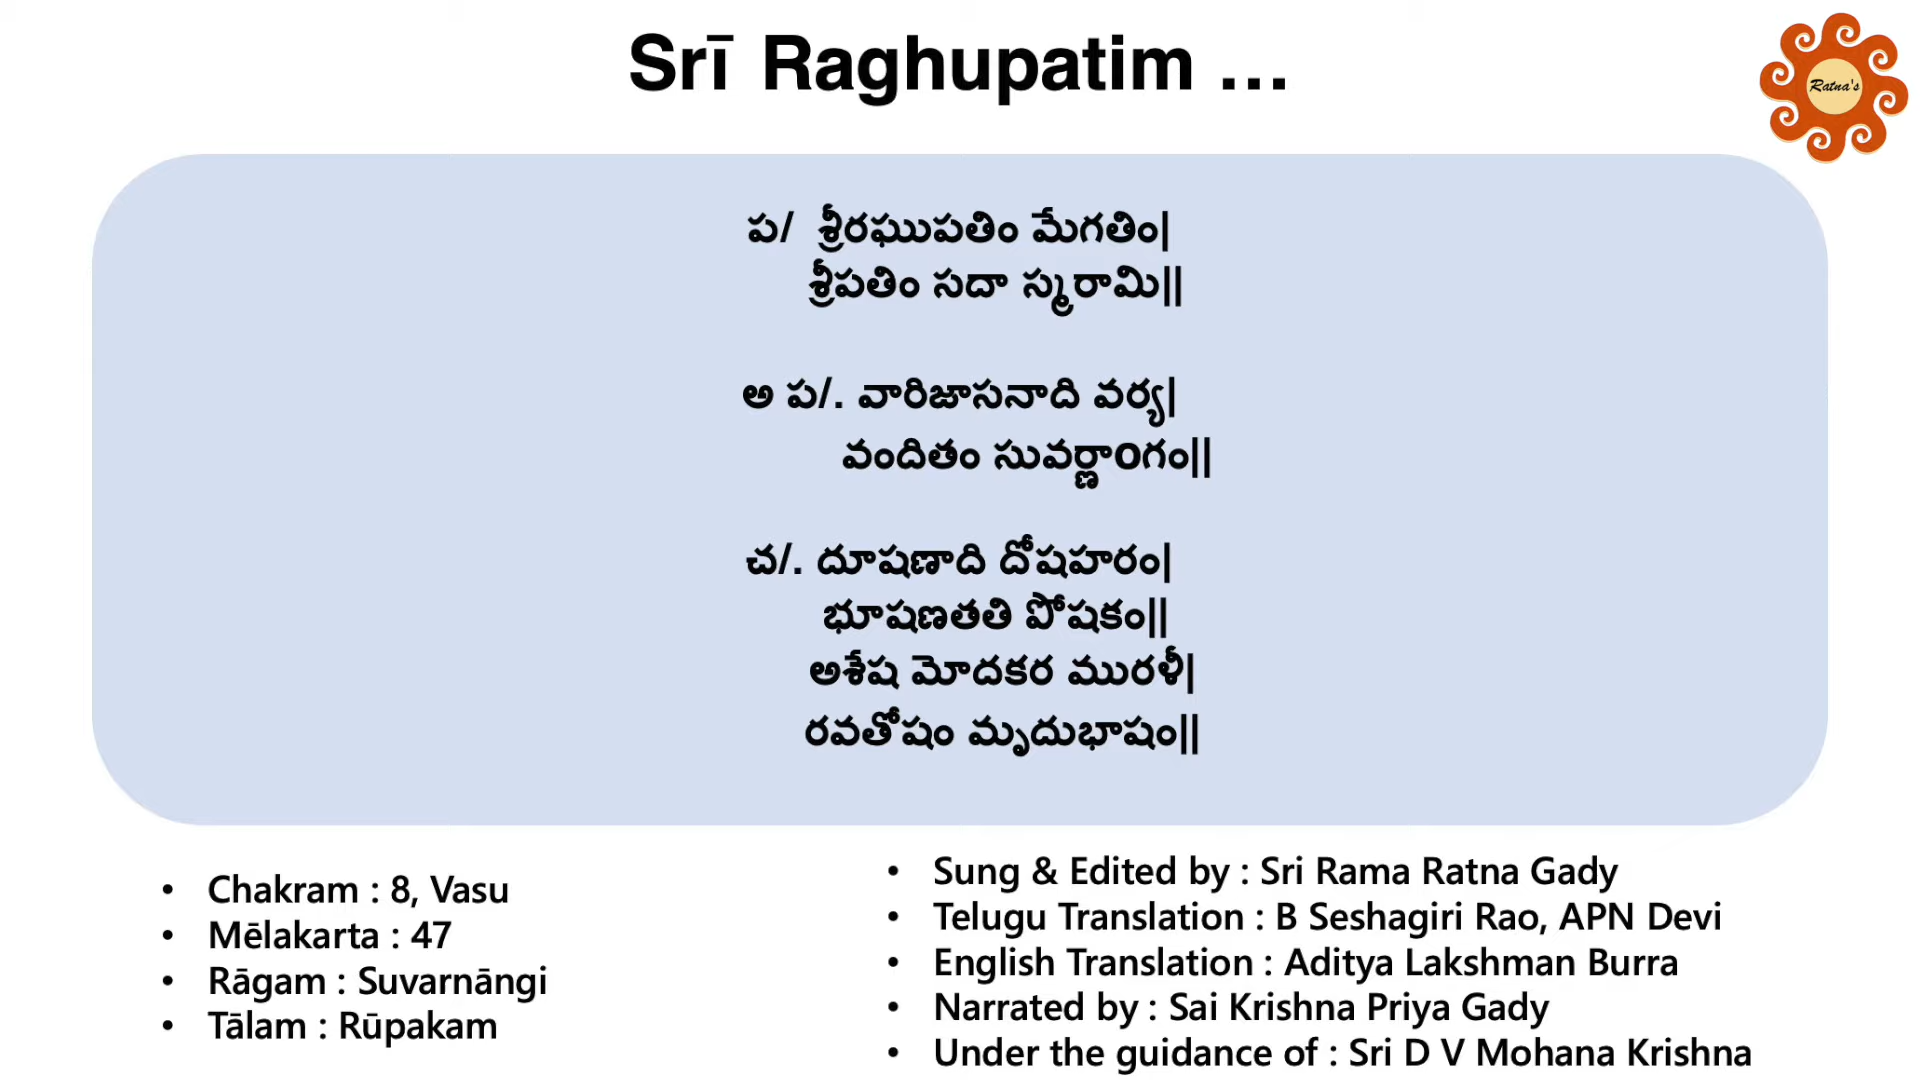 Srī Raghupatim ...
Ratna's
ప/ శ్రీరఘుపతిం మేగతిం|
శ్రీపతిం సదా స్మరామి||
అ ప/. వారిజాసనాది వర్య|
వందితం సువర్ణాంగం||
చ/. దూషణాది దోషహరం|
భూషణతతి పోషకం||
అశేష మోదకర మురళీ|
రవతోషం మృదుభాషం||
• Chakram : 8, Vasu
• Mēlakarta : 47
• Rāgam : Suvarnāngi
• Tālam : Rūpakam
• Sung & Edited by : Sri Rama Ratna Gady
• Telugu Translation : B Seshagiri Rao, APN Devi
• English Translation : Aditya Lakshman Burra
• Narrated by : Sai Krishna Priya Gady
• Under the guidance of : Sri D V Mohana Krishna